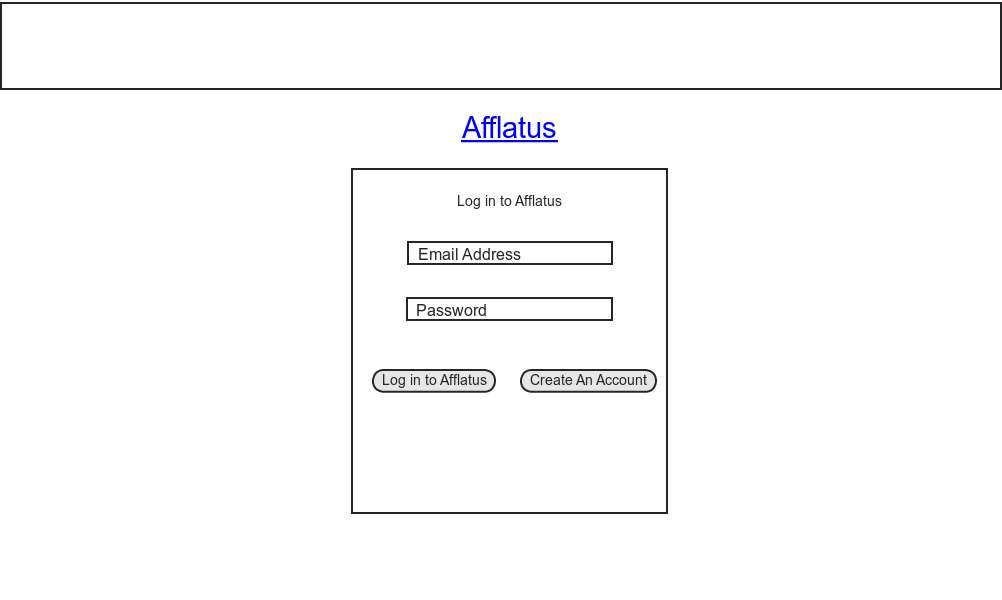 Afflatus
Log in to Afflatus
Email Address
Password
Log in to Afflatus
Create An Account